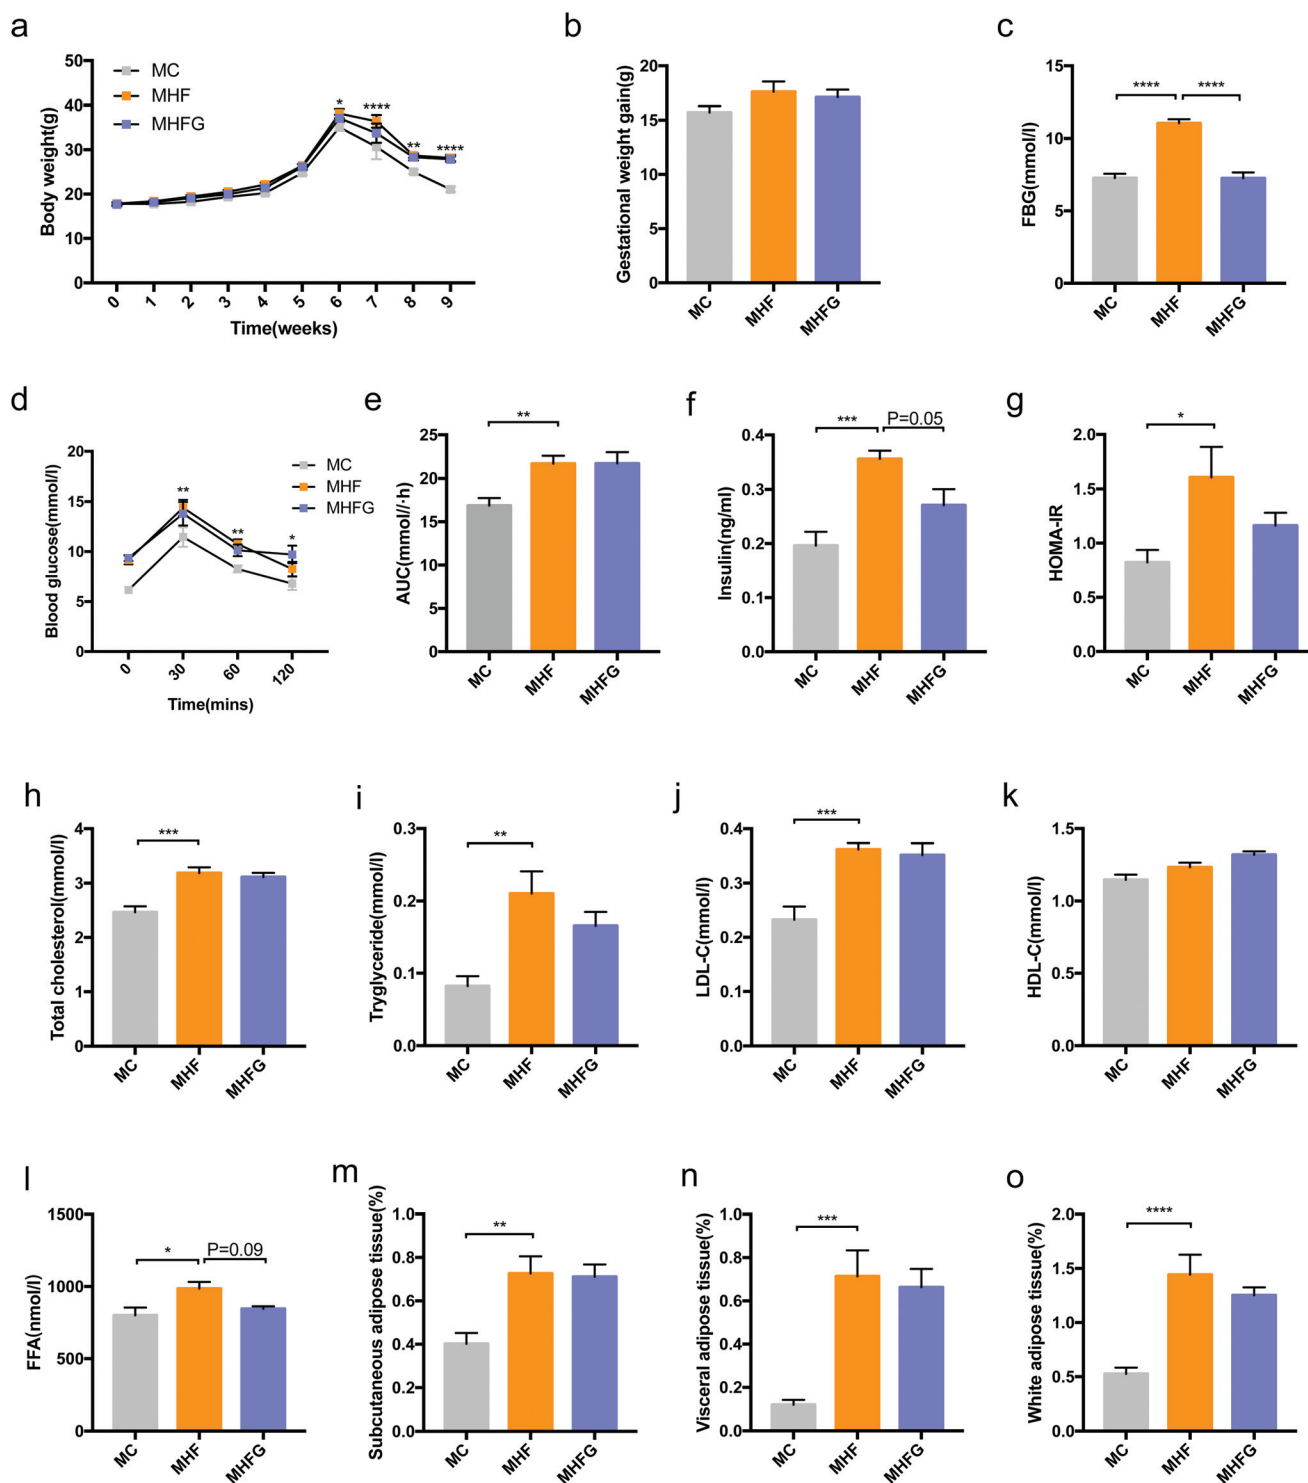 a
MC
MHF
MHFG
Body weight(g)
50
40
30
20
10
0
* **** ** ****
0 1 2 3 4 5 6 7 8 9
Time(weeks)
b
Gestational weight gain(g)
20
15
10
5
0
MC MHF MHFG
c
FBG(mmol/l)
15
10
5
0
**** ****
MC MHF MHFG
d
MC
MHF
MHFG
Blood glucose(mmol/l)
20
15
10
5
0
** ** *
0 30 60 120
Time(mins)
e
AUC(mmol//·h)
25
20
15
10
5
0
**
MC MHF MHFG
f
Insulin(ng/ml)
0.4
0.3
0.2
0.1
0.0
*** P=0.05
MC MHF MHFG
g
HOMA-IR
2.0
1.5
1.0
0.5
0.0
*
MC MHF MHFG
h
Total cholesterol(mmol/l)
4
3
2
1
0
***
MC MHF MHFG
i
Tryglyceride(mmol/l)
0.3
0.2
0.1
0.0
**
MC MHF MHFG
j
LDL-C(mmol/l)
0.4
0.3
0.2
0.1
0.0
***
MC MHF MHFG
k
HDL-C(mmol/l)
1.5
1.0
0.5
0.0
MC MHF MHFG
l
FFA(nmol/l)
1500
1000
500
0
* P=0.09
MC MHF MHFG
m
Subcutaneous adipose tissue(%)
1.0
0.8
0.6
0.4
0.2
0.0
**
MC MHF MHFG
n
Visceral adipose tissue(%)
1.0
0.8
0.6
0.4
0.2
0.0
***
MC MHF MHFG
o
White adipose tissue(%)
2.0
1.5
1.0
0.5
0.0
****
MC MHF MHFG